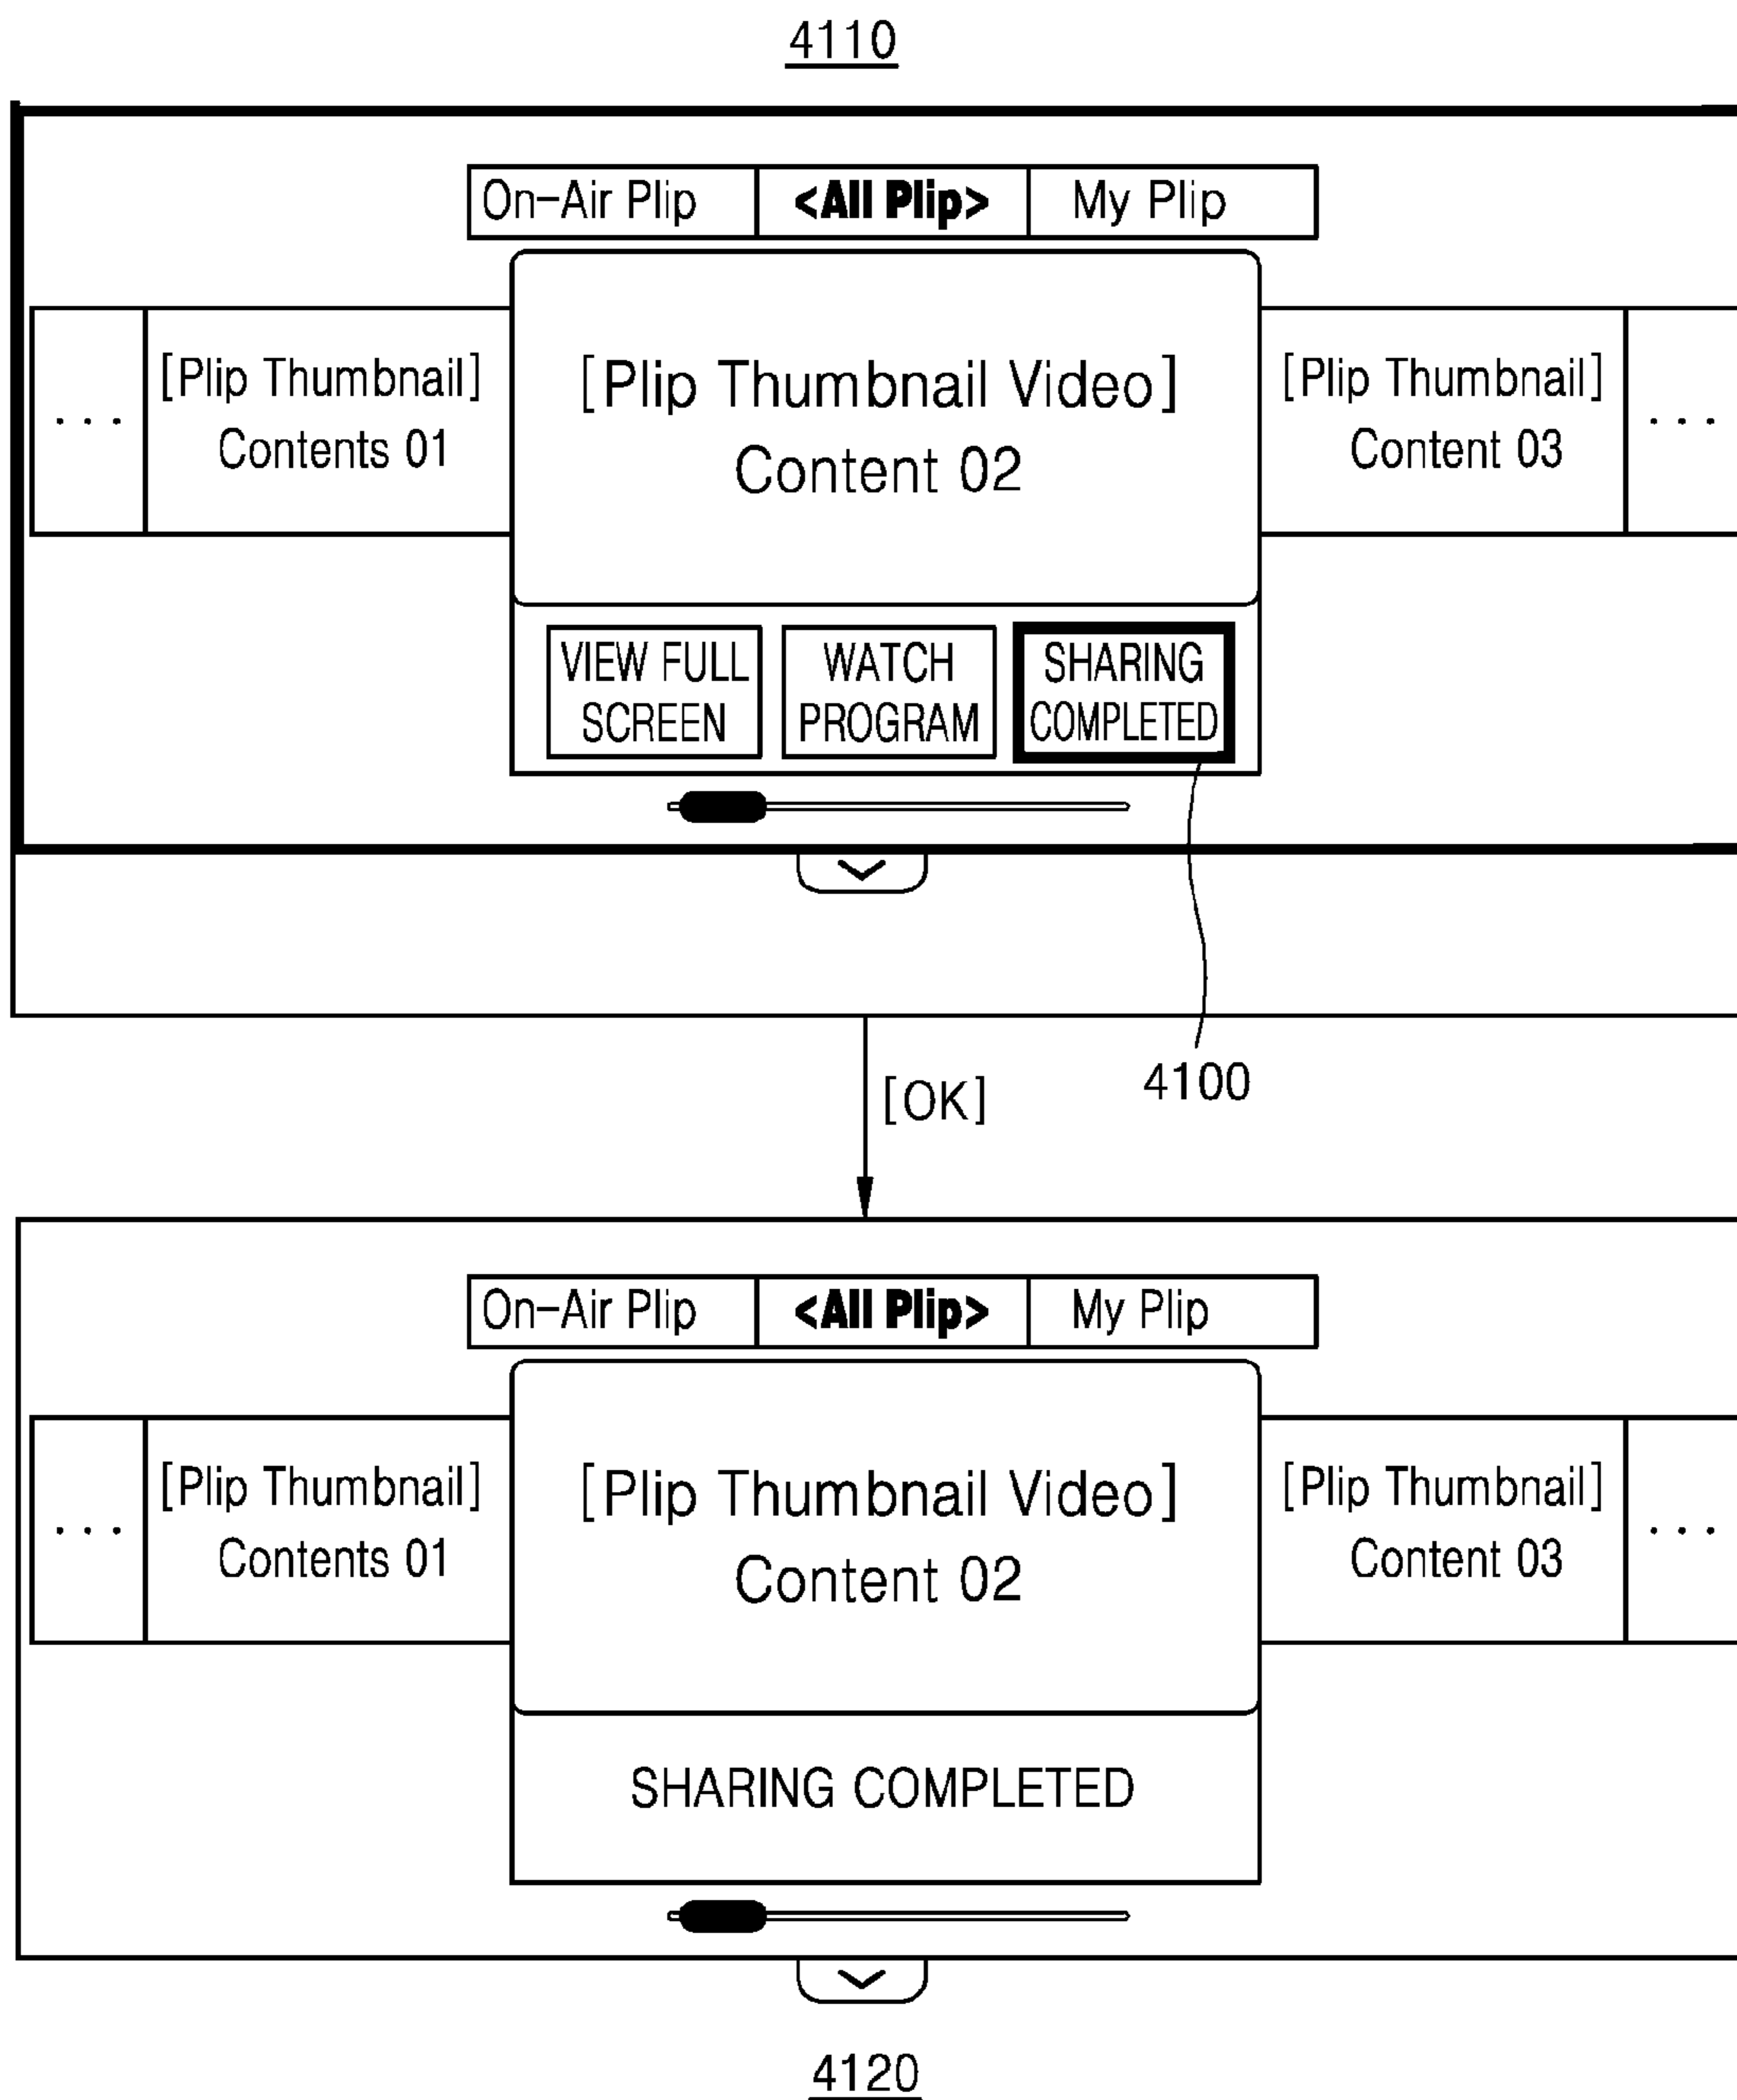 4110
On-Air Plip <All Plip> My Plip
... [Plip Thumbnail] Contents 01
[Plip Thumbnail Video]
Content 02
[Plip Thumbnail]
Content 03 ...
VIEW FULL SCREEN
WATCH PROGRAM
SHARING COMPLETED
[OK]
4100
On-Air Plip <All Plip> My Plip
... [Plip Thumbnail] Contents 01
[Plip Thumbnail Video]
Content 02
[Plip Thumbnail]
Content 03 ...
SHARING COMPLETED
4120